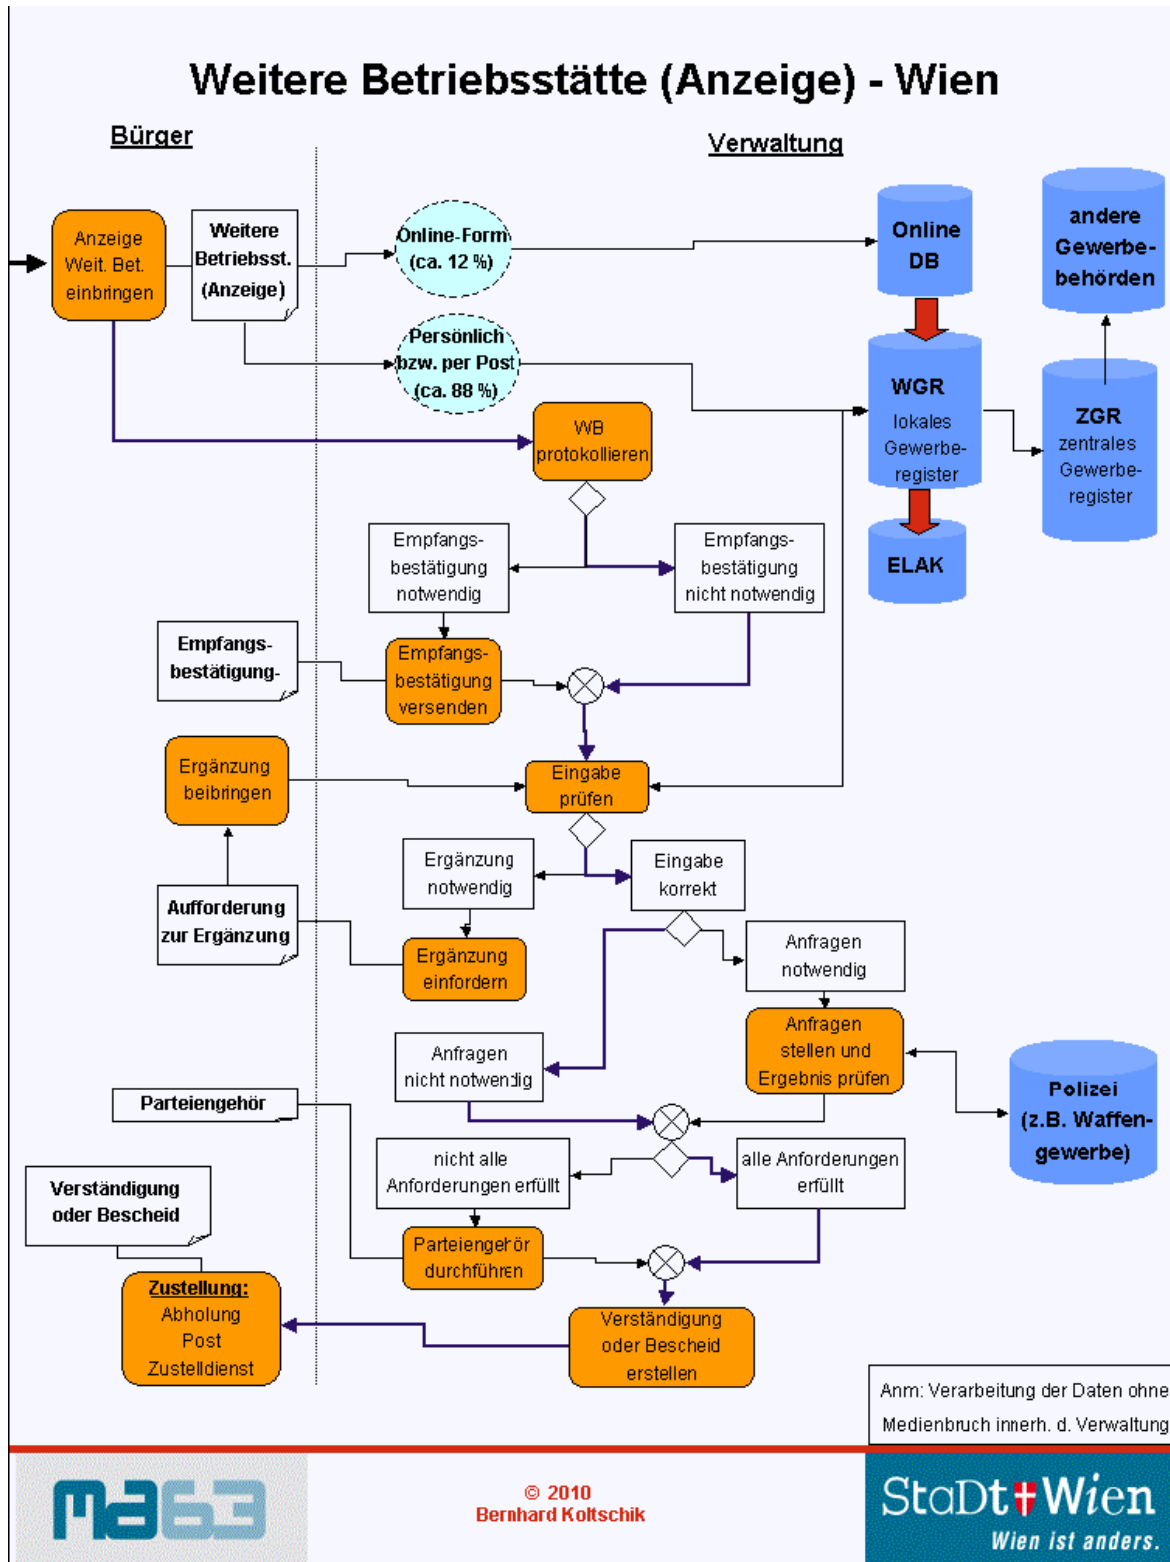 Weitere Betriebsstätte (Anzeige) - Wien
Bürger
Verwaltung
Anzeige
Weit. Bet.
einbringen
Weitere
Betriebsst.
(Anzeige)
Online-Form
(ca. 12 %)
Online
DB
andere
Gewerbe-
behörden
Persönlich
bzw. per Post
(ca. 88 %)
WGR
lokales
Gewerbe-
register
ZGR
zentrales
Gewerbe-
register
WB
protokollieren
Empfangs-
bestätigung
notwendig
Empfangs-
bestätigung
nicht notwendig
ELAK
Empfangs-
bestätigung
Empfangs-
bestätigung
versenden
Ergänzung
beibringen
Eingabe
prüfen
Ergänzung
notwendig
Eingabe
korrekt
Aufforderung
zur Ergänzung
Ergänzung
einfordern
Anfragen
notwendig
Anfragen
nicht notwendig
Anfragen
stellen und
Ergebnis prüfen
Polizei
(z.B. Waffen-
gewerbe)
Parteiengehör
nicht alle
Anforderungen erfüllt
alle Anforderungen
erfüllt
Verständigung
oder Bescheid
Parteiengehör
durchführen
Zustellung:
Abholung
Post
Zustelldienst
Verständigung
oder Bescheid
erstellen
Anm: Verarbeitung der Daten ohne
Medienbruch innerh. d. Verwaltung
ma63
© 2010
Bernhard Koltschik
StaDt Wien
Wien ist anders.